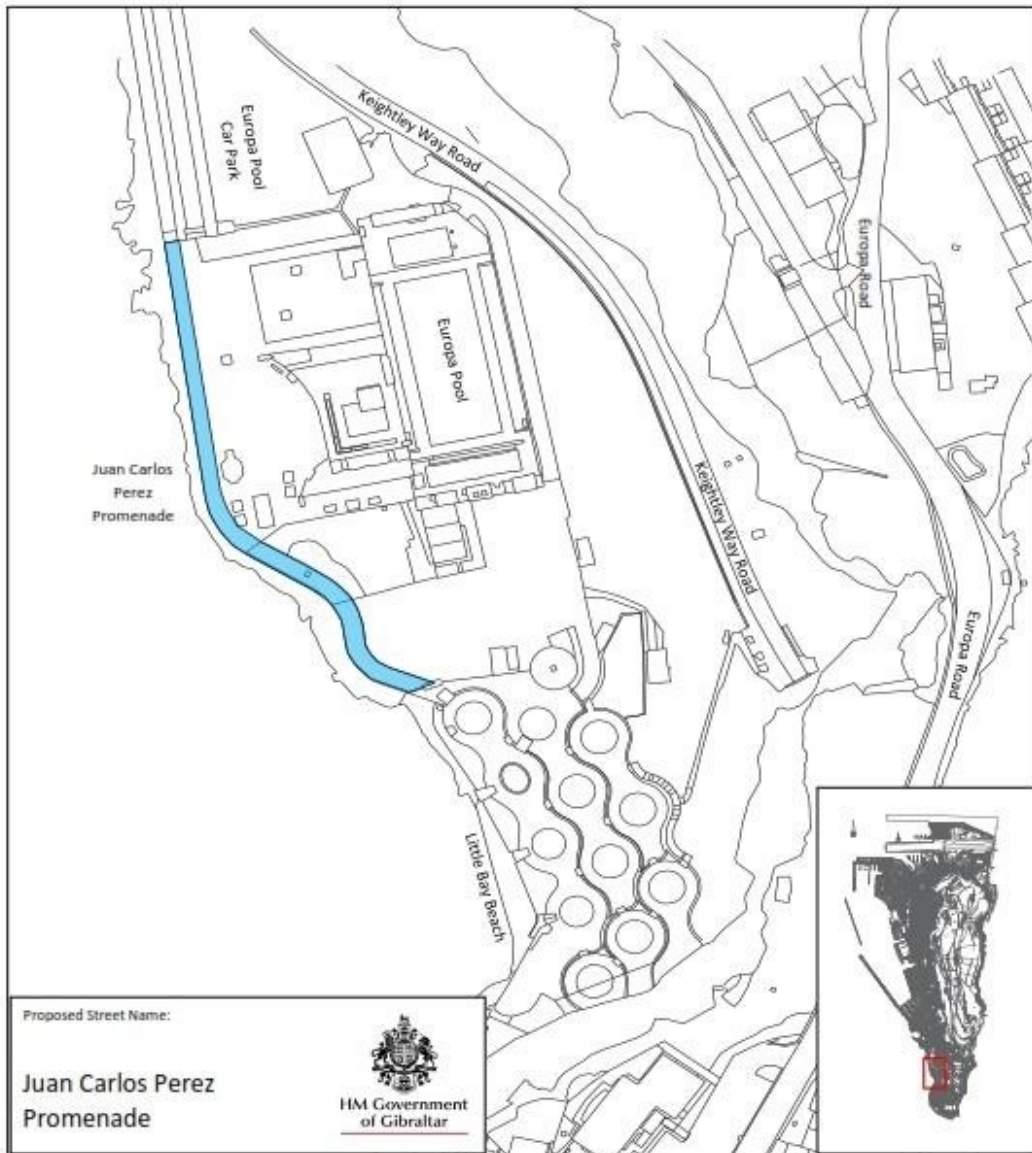 Europa Pool
Car Park
Keightley Way Road
Europa Road
Europa Pool
Juan Carlos
Perez
Promenade
Keightley Way Road
Europa Road
Little Bay Beach
Proposed Street Name:
Juan Carlos Perez
Promenade
HM Government
of Gibraltar